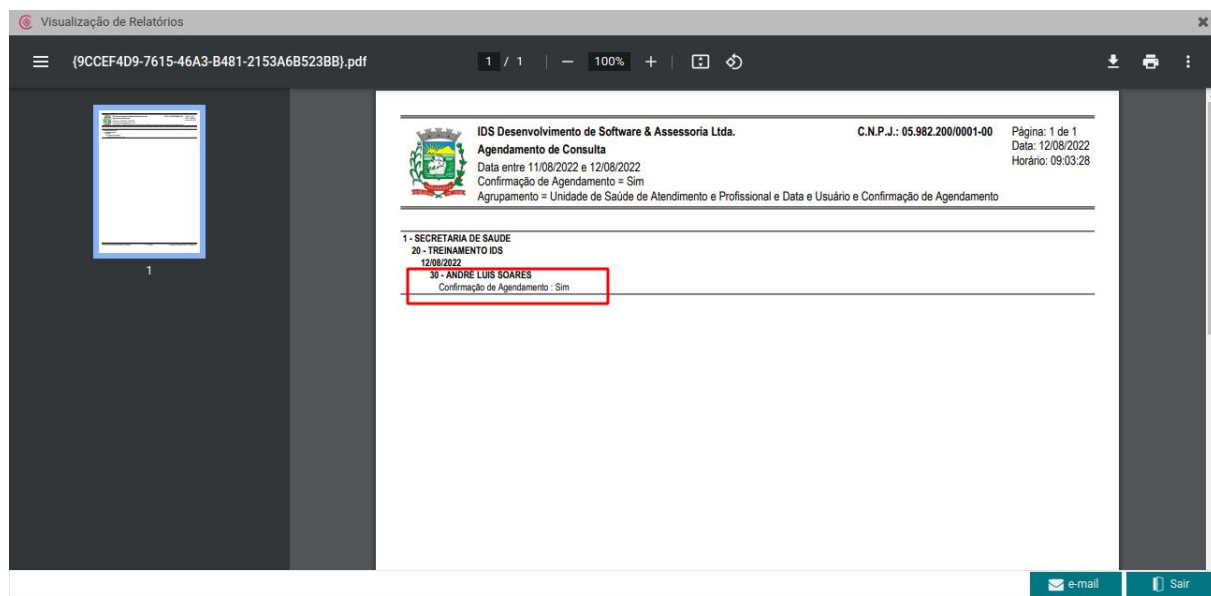 Visualização de Relatórios
{9CCEF4D9-7615-46A3-B481-2153A6B523BB}.pdf
1 / 1
100%
IDS Desenvolvimento de Software & Assessoria Ltda.
C.N.P.J.: 05.982.200/0001-00
Página: 1 de 1
Agendamento de Consulta
Data: 12/08/2022
Data entre 11/08/2022 e 12/08/2022
Horário: 09:03:28
Confirmação de Agendamento = Sim
Agrupamento = Unidade de Saúde de Atendimento e Profissional e Data e Usuário e Confirmação de Agendamento
1 - SECRETARIA DE SAUDE
20 - TREINAMENTO IDS
12/08/2022
30 - ANDRÉ LUIS SOARES
Confirmação de Agendamento : Sim
1
e-mail
Sair